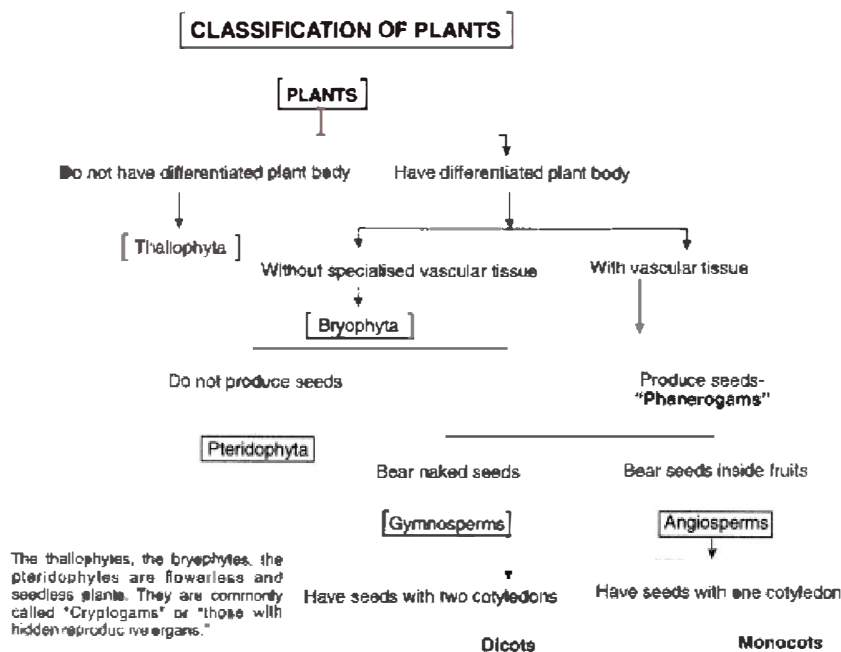 CLASSIFICATION OF PLANTS
PLANTS
Do not have differentiated plant body
Have differentiated plant body
Thallophyta
Without specialised vascular tissue
With vascular tissue
Bryophyta
Do not produce seeds
Produce seeds-
"Phanerogams"
Pteridophyta
Bear naked seeds
Bear seeds inside fruits
Gymnosperms
Angiosperms
The thallophytes, the bryophytes, the
pteridophytes are flowerless and
seedless plants. They are commonly
called "Cryptogams" or "those with
hidden reproductive organs."
Have seeds with two cotyledons
Have seeds with one cotyledon
Dicots
Monocots